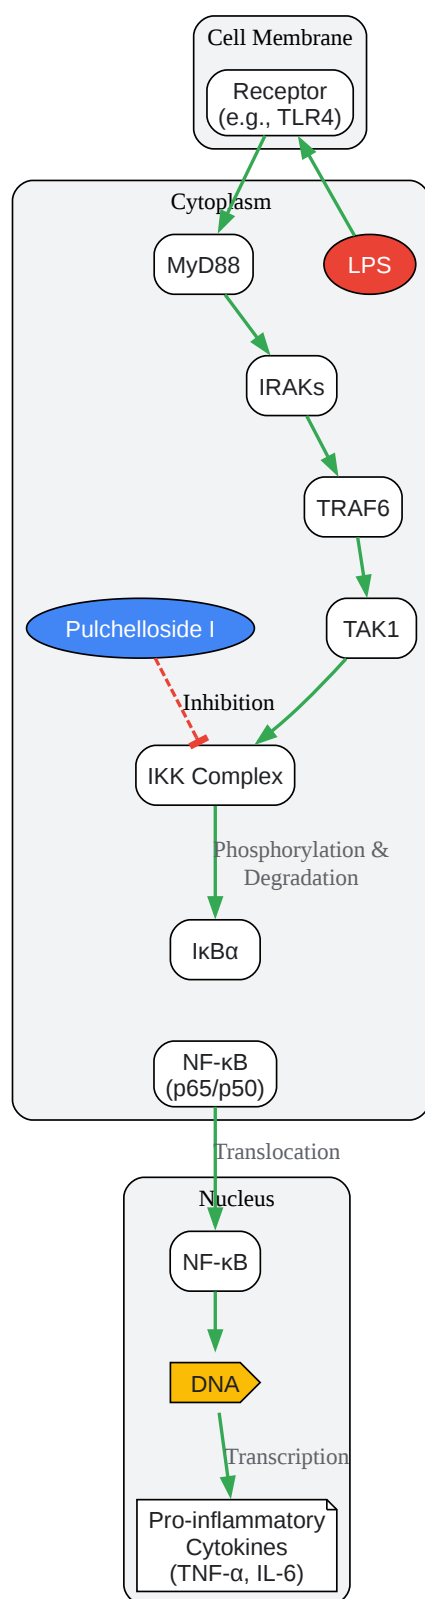 Cell Membrane
Receptor
(e.g., TLR4)
Cytoplasm
MyD88
LPS
IRAKs
TRAF6
Pulchelloside I
TAK1
Inhibition
IKK Complex
Phosphorylation &
Degradation
IκBα
NF-κB
(p65/p50)
Translocation
Nucleus
NF-κB
DNA
Transcription
Pro-inflammatory
Cytokines
(TNF-α, IL-6)